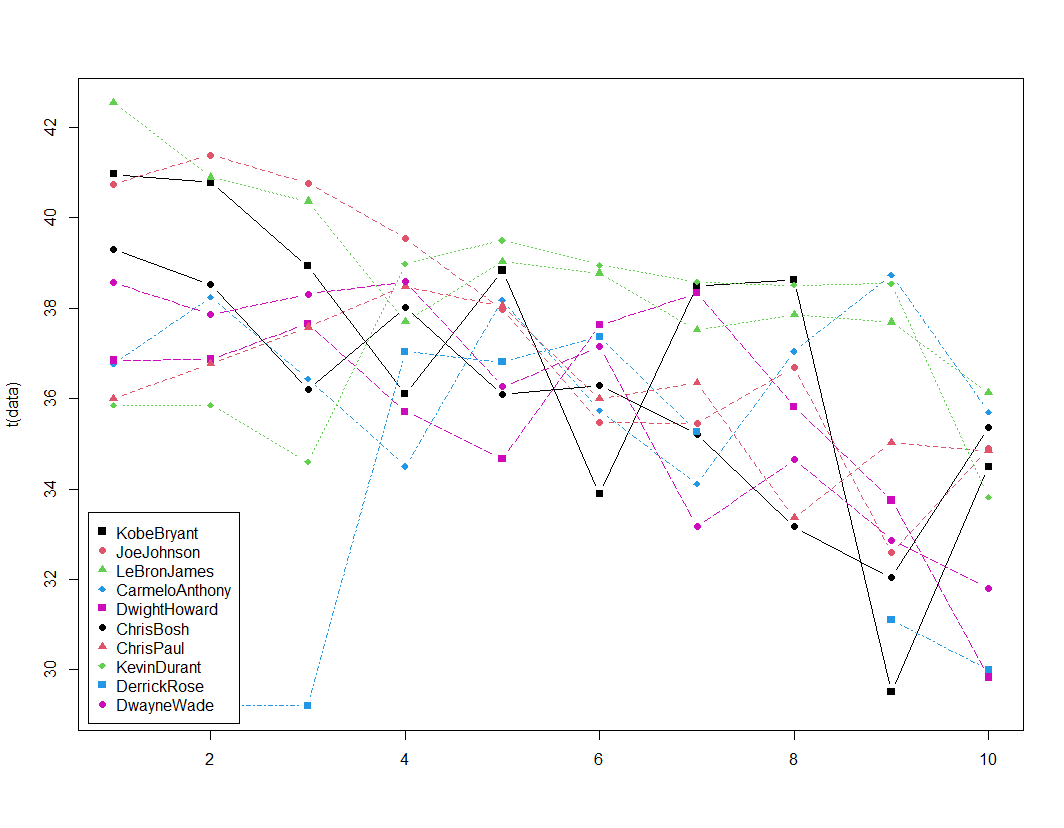 42
40
38
36
34
32
30
t(data)
KobeBryant
JoeJohnson
LeBronJames
CarmeloAnthony
DwightHoward
ChrisBosh
ChrisPaul
KevinDurant
DerrickRose
DwayneWade
2 4 6 8 10